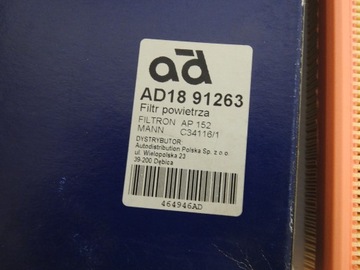 ad
AD18 91263
Filtr powietrza
FILTRON AP 152
MANN C34116/1
DYSTRYBUTOR:
Autodistribution Polska Sp. z o o
ul. Wielopolska 23
39-200 Dębica
464946AD